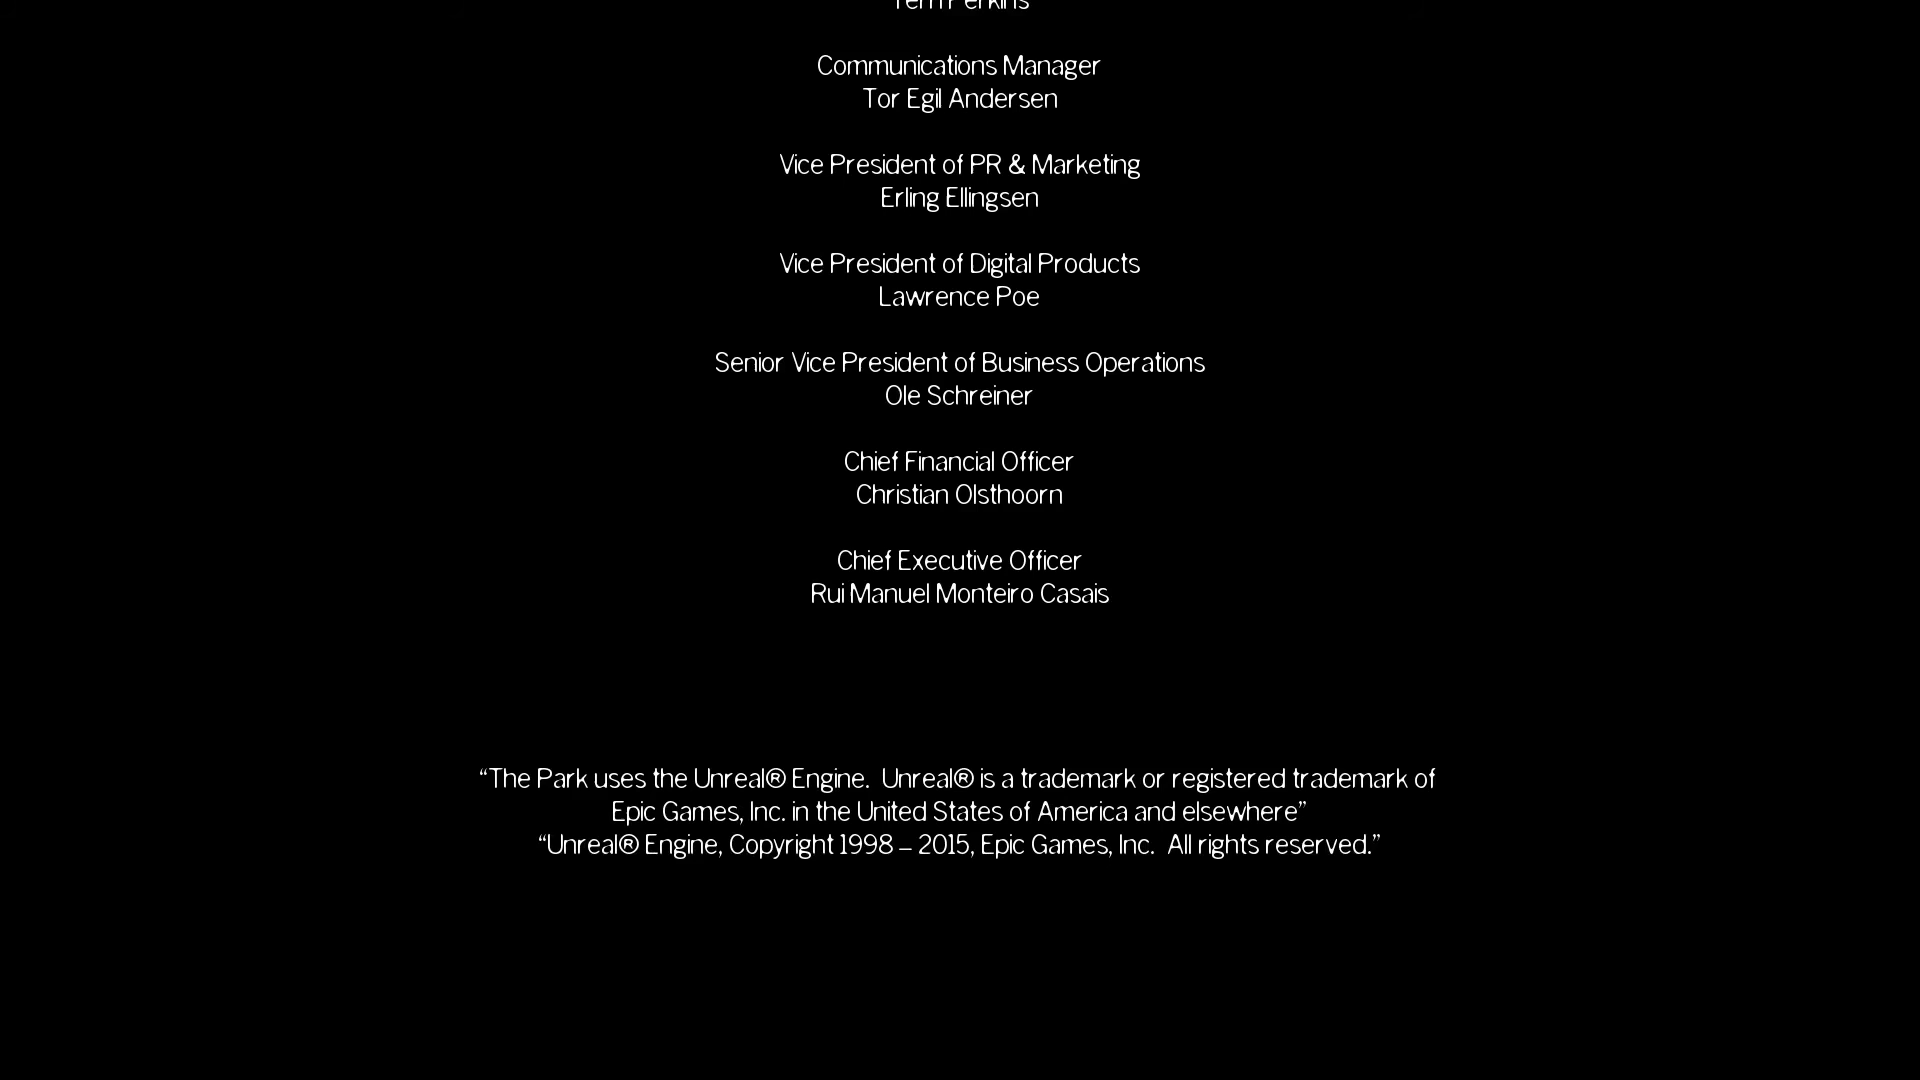 Perkins
Communications Manager
Tor Egil Andersen
Vice President of PR & Marketing
Erling Ellingsen
Vice President of Digital Products
Lawrence Poe
Senior Vice President of Business Operations
Ole Schreiner
Chief Financial Officer
Christian Olsthoorn
Chief Executive Officer
Rui Manuel Monteiro Casais
“The Park uses the Unreal® Engine.  Unreal® is a trademark or registered trademark of
Epic Games, Inc. in the United States of America and elsewhere”
“Unreal® Engine, Copyright 1998 – 2015, Epic Games, Inc.  All rights reserved.”